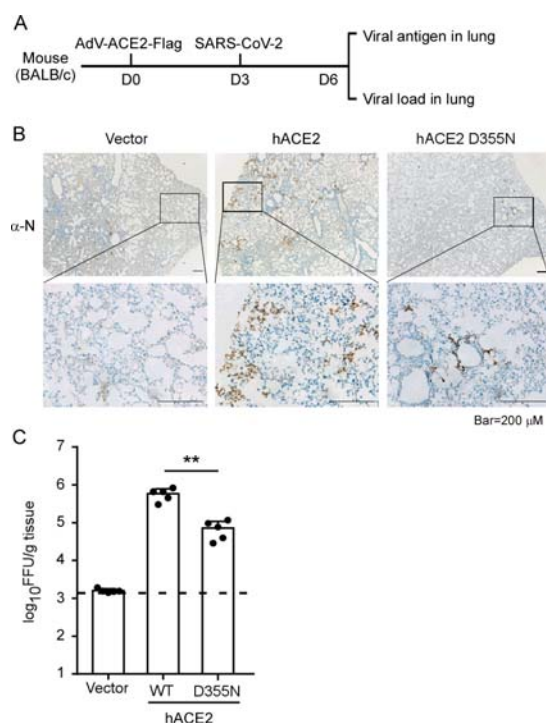 A
AdV-ACE2-Flag SARS-CoV-2
Mouse
(BALB/c)
D0 D3 D6
Viral antigen in lung
Viral load in lung
B
Vector hACE2 hACE2 D355N
α-N
Bar=200 μM
C
**
log10FFU/g tissue
7
6
5
4
3
2
1
Vector WT D355N
hACE2